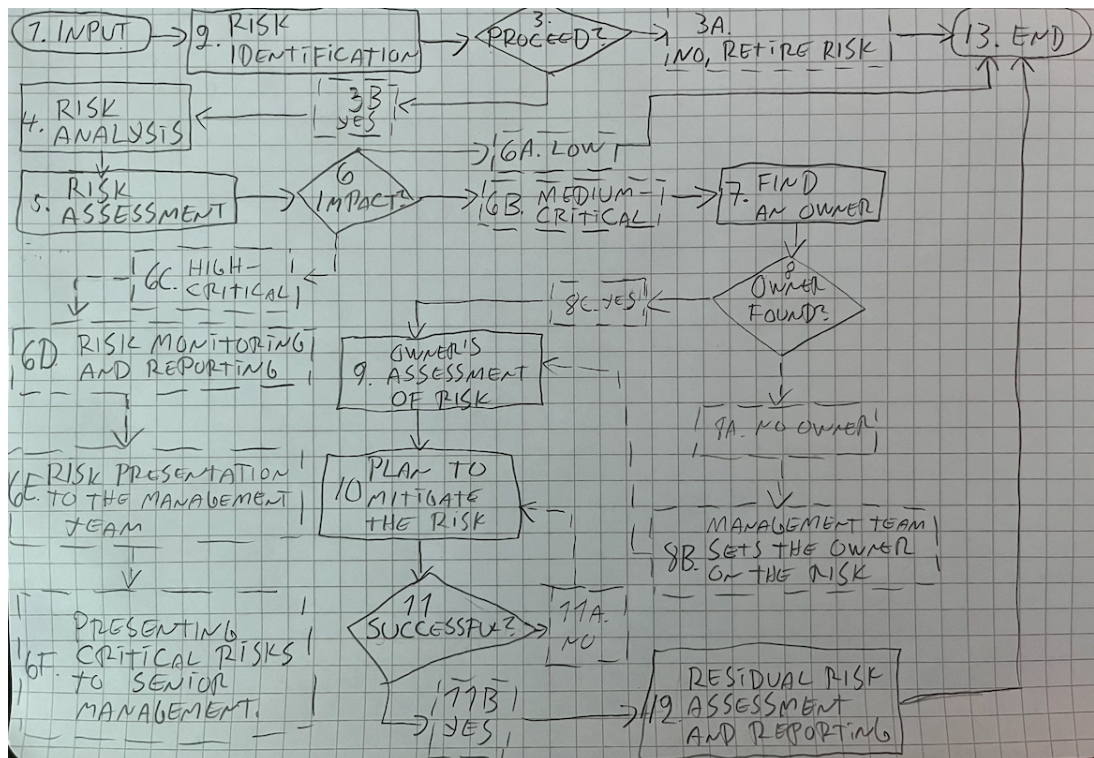 1. INPUT
2. RISK
IDENTIFICATION
3.
PROCEED?
3A.
NO, RETIRE RISK
13. END
3B
YES
4. RISK
ANALYSIS
5. RISK
ASSESSMENT
6
IMPACT?
6A. LOW
6B. MEDIUM-
CRITICAL
7. FIND
AN OWNER
6C. HIGH-
CRITICAL
8
OWNER
FOUND?
8C. YES
6D. RISK MONITORING
AND REPORTING
9. OWNER'S
ASSESSMENT
OF RISK
NO OWNER
6E. RISK PRESENTATION
TO THE MANAGEMENT
TEAM
10 PLAN TO
MITIGATE
THE RISK
MANAGEMENT TEAM
8B. SETS THE OWNER
ON THE RISK
11
SUCCESSFUL?
11A.
NO
PRESENTING
6F. CRITICAL RISKS
TO SENIOR
MANAGEMENT.
11B
YES
RESIDUAL RISK
12. ASSESSMENT
AND REPORTING